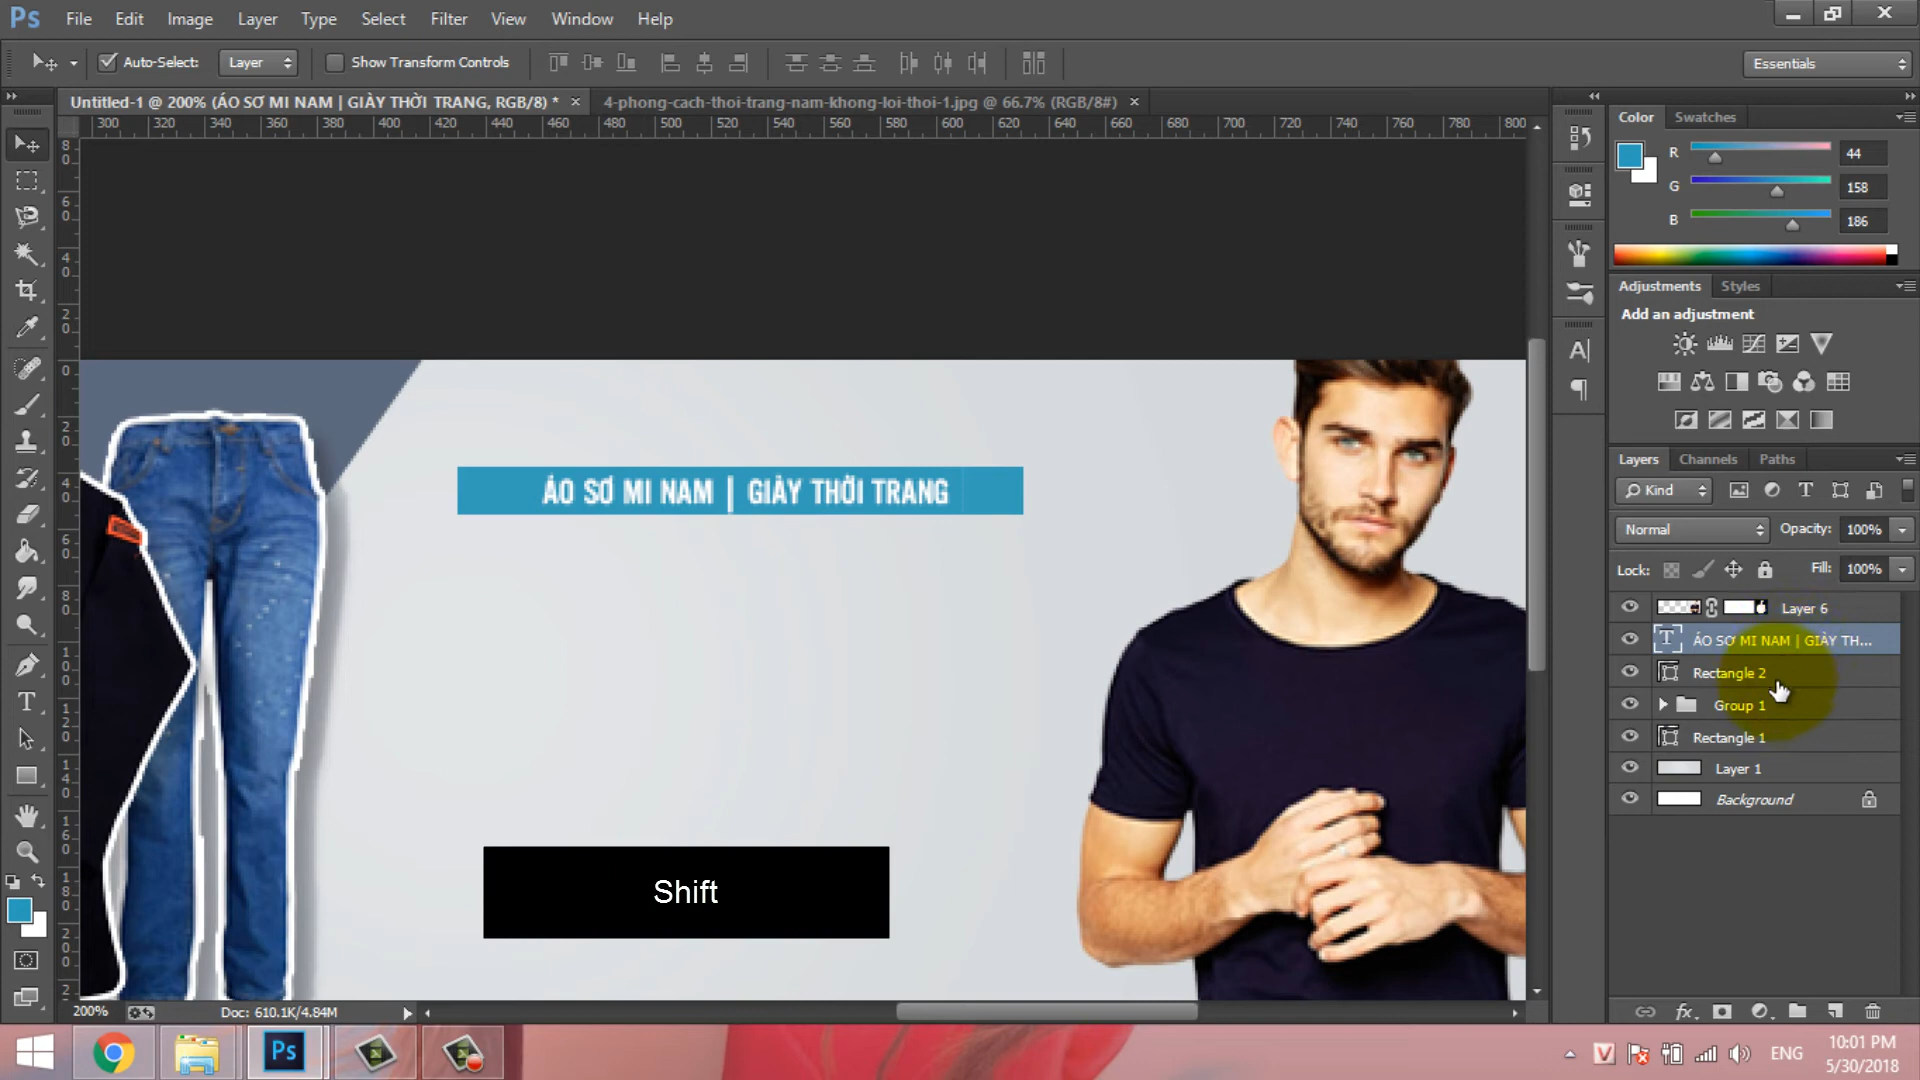 Ps File Edit Image Layer Type Select Filter View Window Help
Auto-Select: Layer Show Transform Controls Essentials
Untitled-1 @ 200% (ÁO SƠ MI NAM | GIÀY THỜI TRANG, RGB/8) * 4-phong-cach-thoi-trang-nam-khong-loi-thoi-1.jpg @ 66.7% (RGB/8#)
300 320 340 360 380 400 420 440 460 480 500 520 540 560 580 600 620 640 660 680 700 720 740 760 780 800
Color Swatches
R 44
G 158
B 186
Adjustments Styles
Add an adjustment
ÁO SƠ MI NAM | GIÀY THỜI TRANG
Shift
Layers Channels Paths
Kind
Normal Opacity: 100%
Lock: Fill: 100%
Layer 6
ÁO SƠ MI NAM | GIÀY TH...
Rectangle 2
Group 1
Rectangle 1
Layer 1
Background
200% Doc: 610.1K/4.84M
Ps
ENG
10:01 PM
5/30/2018